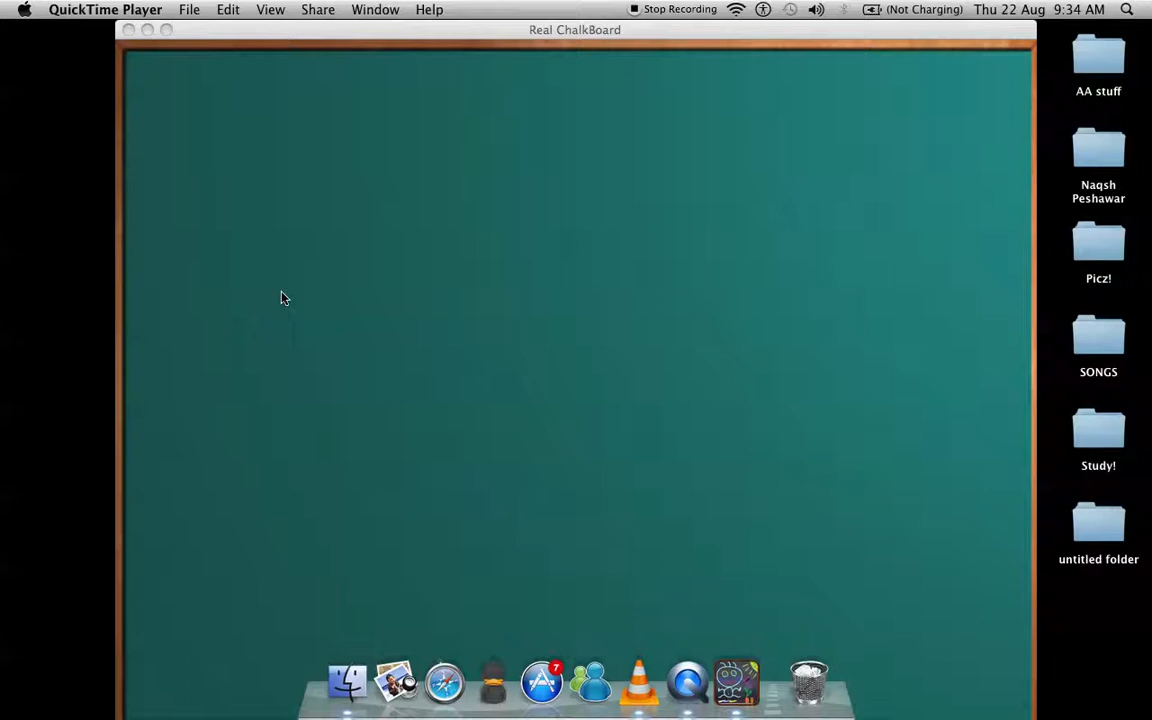 QuickTime Player File Edit View Share Window Help Stop Recording (Not Charging) Thu 22 Aug 9:34 AM
Real ChalkBoard
AA stuff
Naqsh
Peshawar
Picz!
SONGS
Study!
untitled folder
7